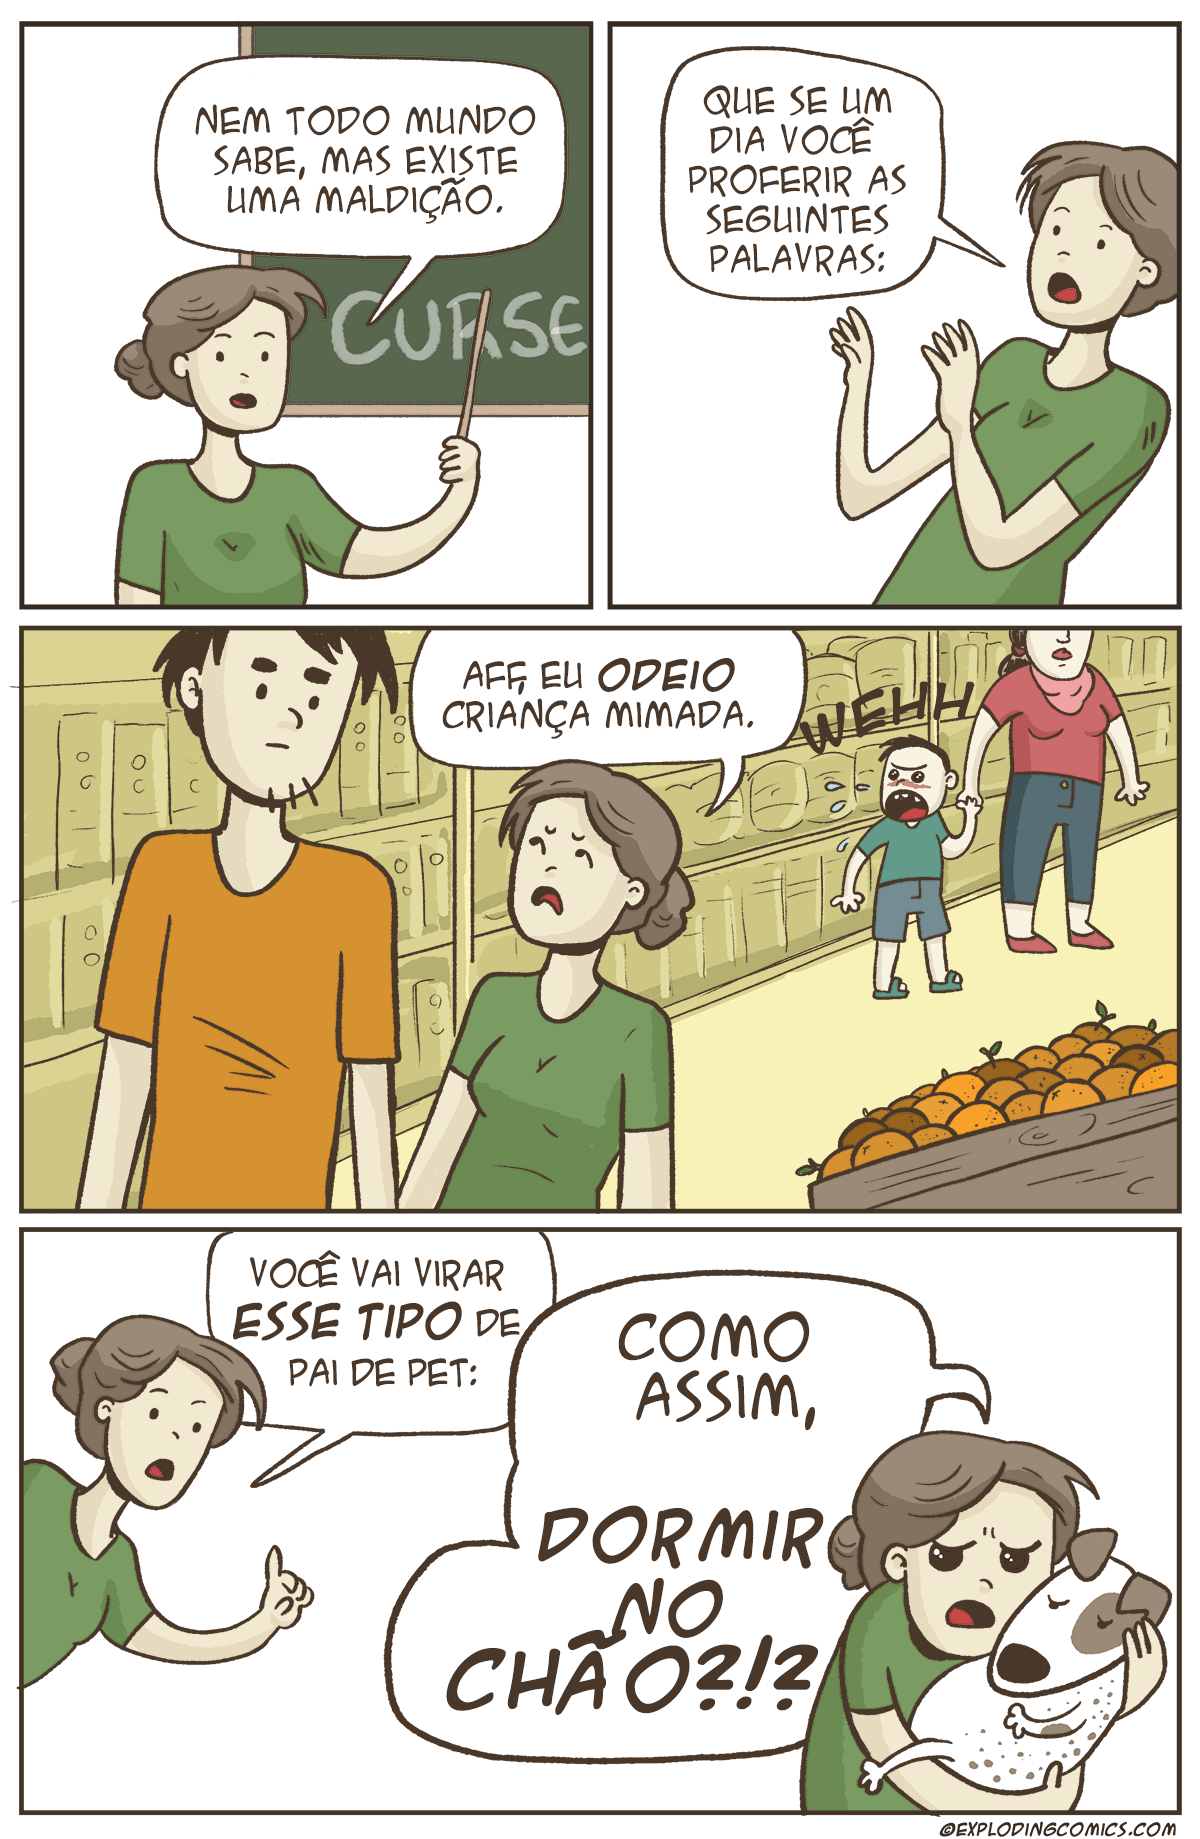 NEM TODO MUNDO
SABE, MAS EXISTE
UMA MALDIÇÃO.
CURSE
QUE SE UM
DIA VOCÊ
PROFERIR AS
SEGUINTES
PALAVRAS:
AFF, EU ODEIO
CRIANÇA MIMADA.
WEHH
VOCÊ VAI VIRAR
ESSE TIPO DE
PAI DE PET:
COMO
ASSIM,
DORMIR
NO
CHÃO?!?
©EXPLODINGCOMICS.COM